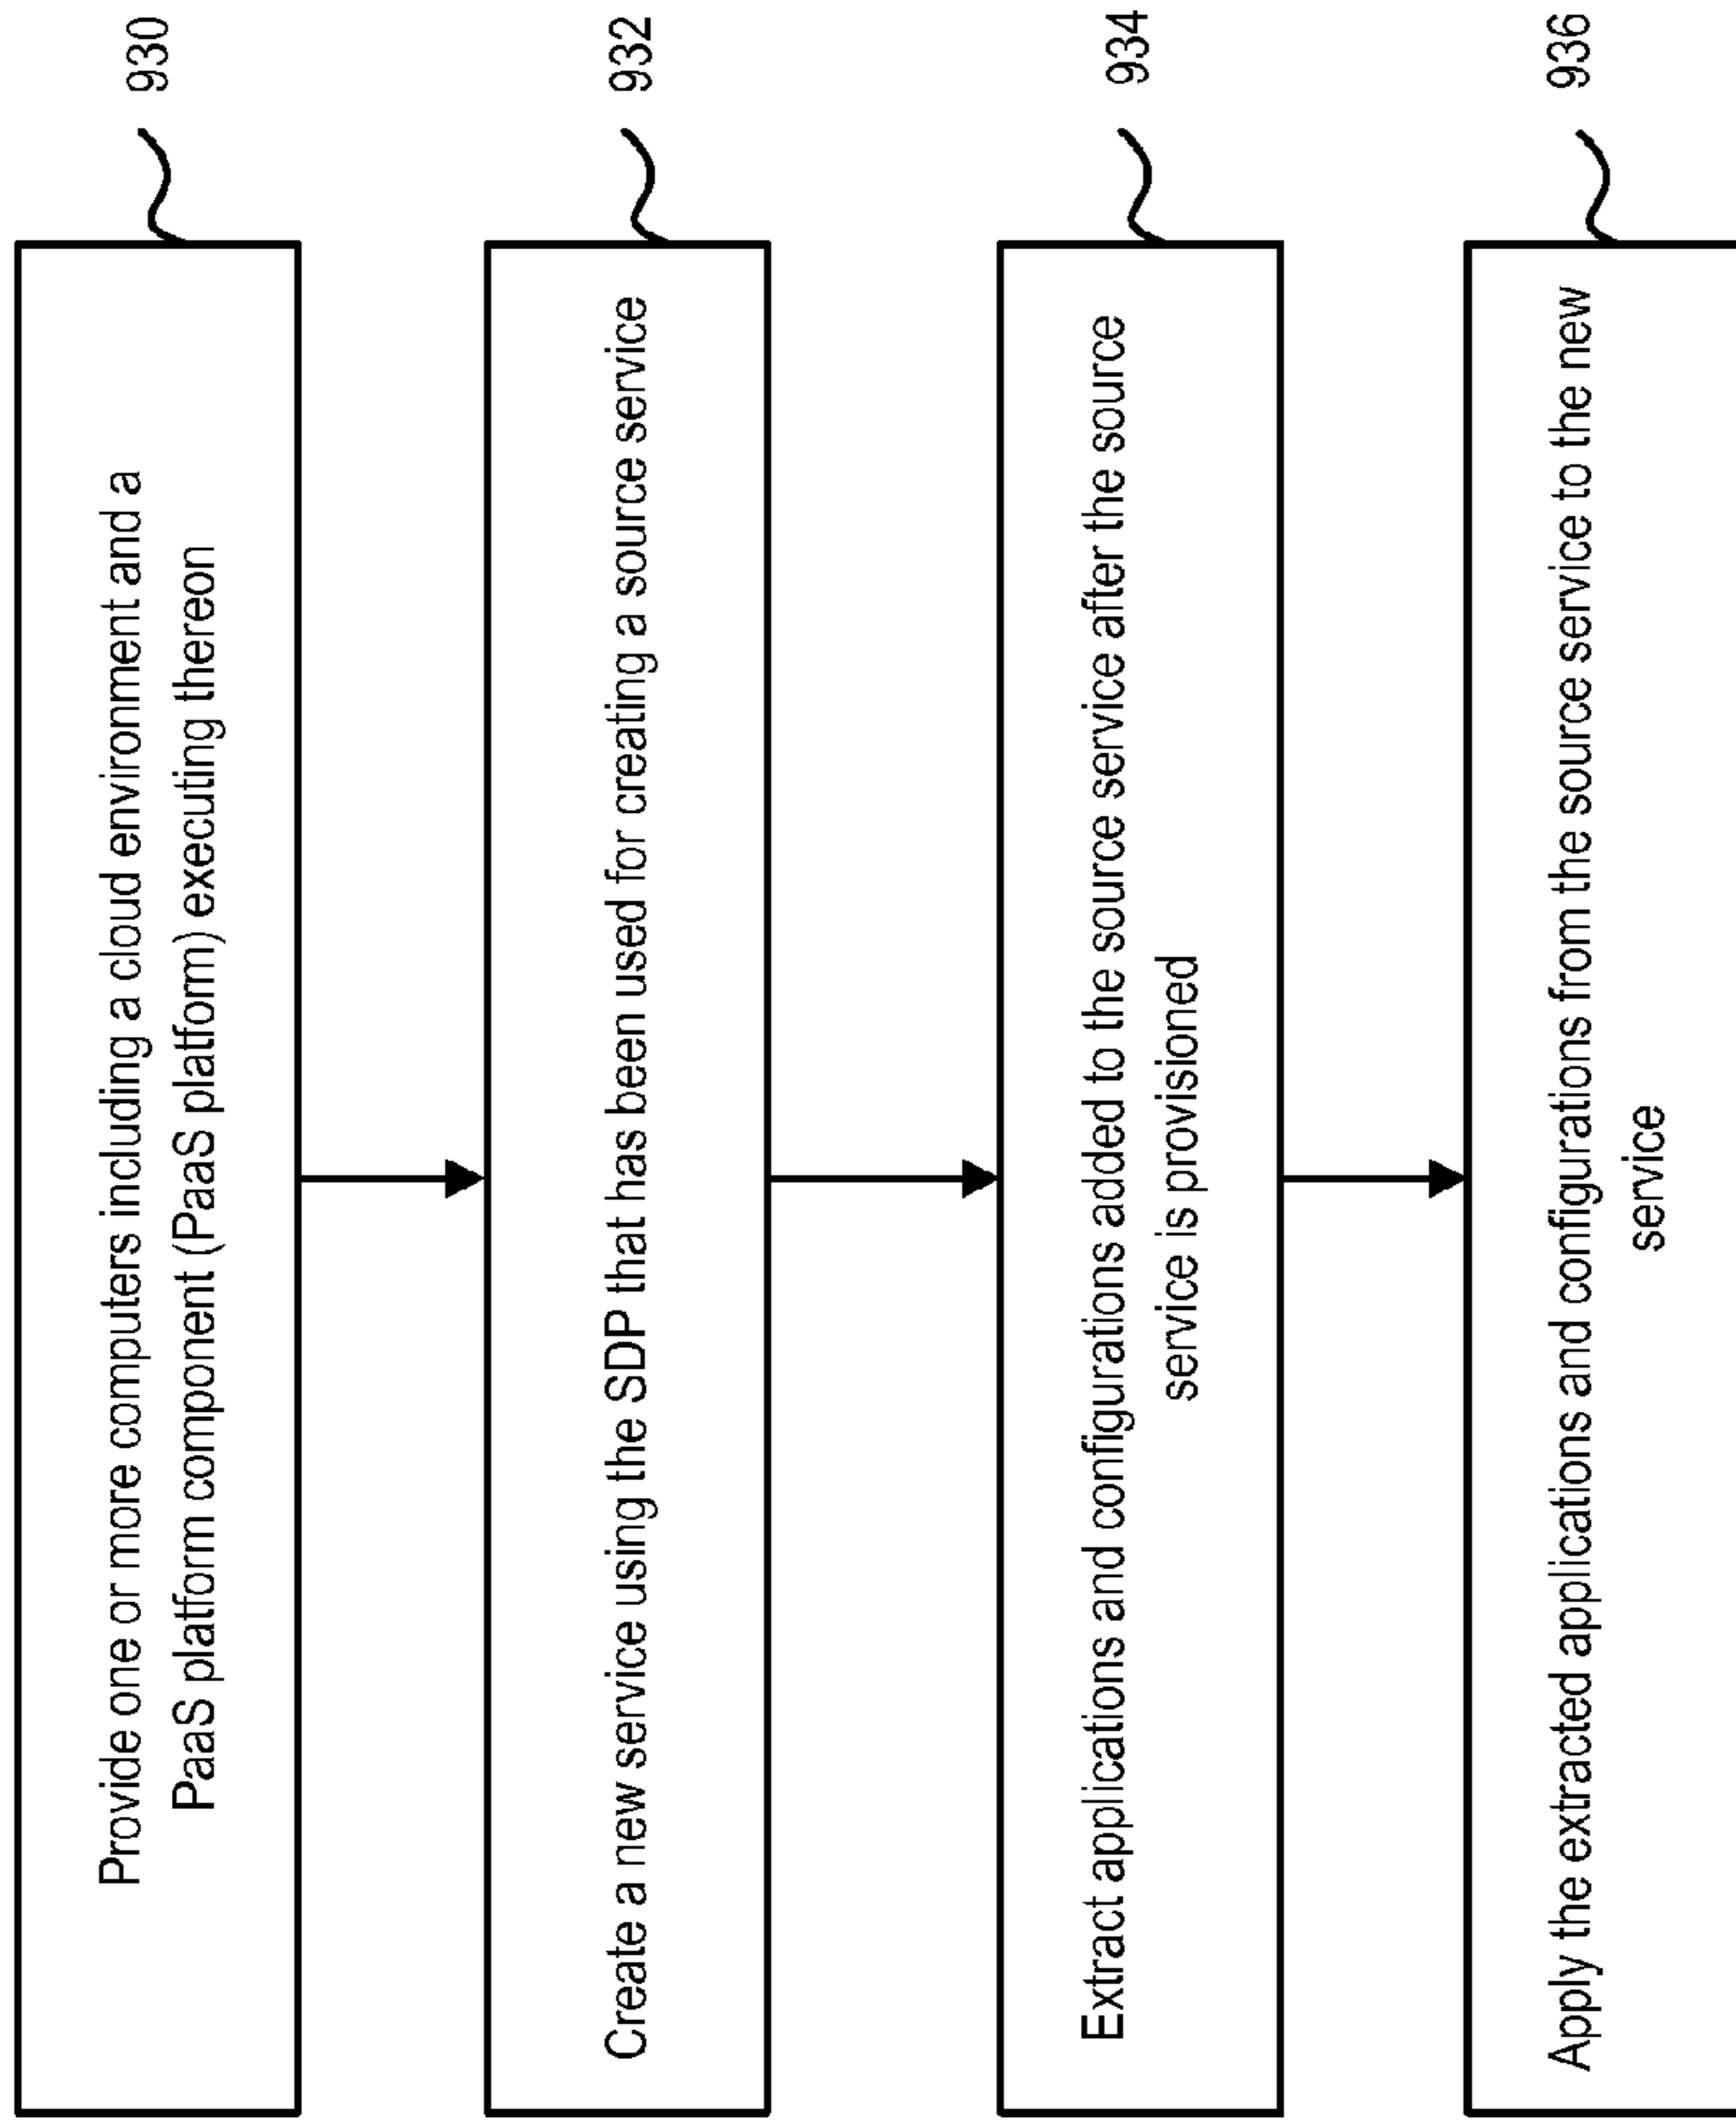 Provide one or more computers including a cloud environment and a
PaaS platform component (PaaS platform) executing thereon
930
Create a new service using the SDP that has been used for creating a source service
932
Extract applications and configurations added to the source service after the source
service is provisioned
934
Apply the extracted applications and configurations from the source service to the new
service
936